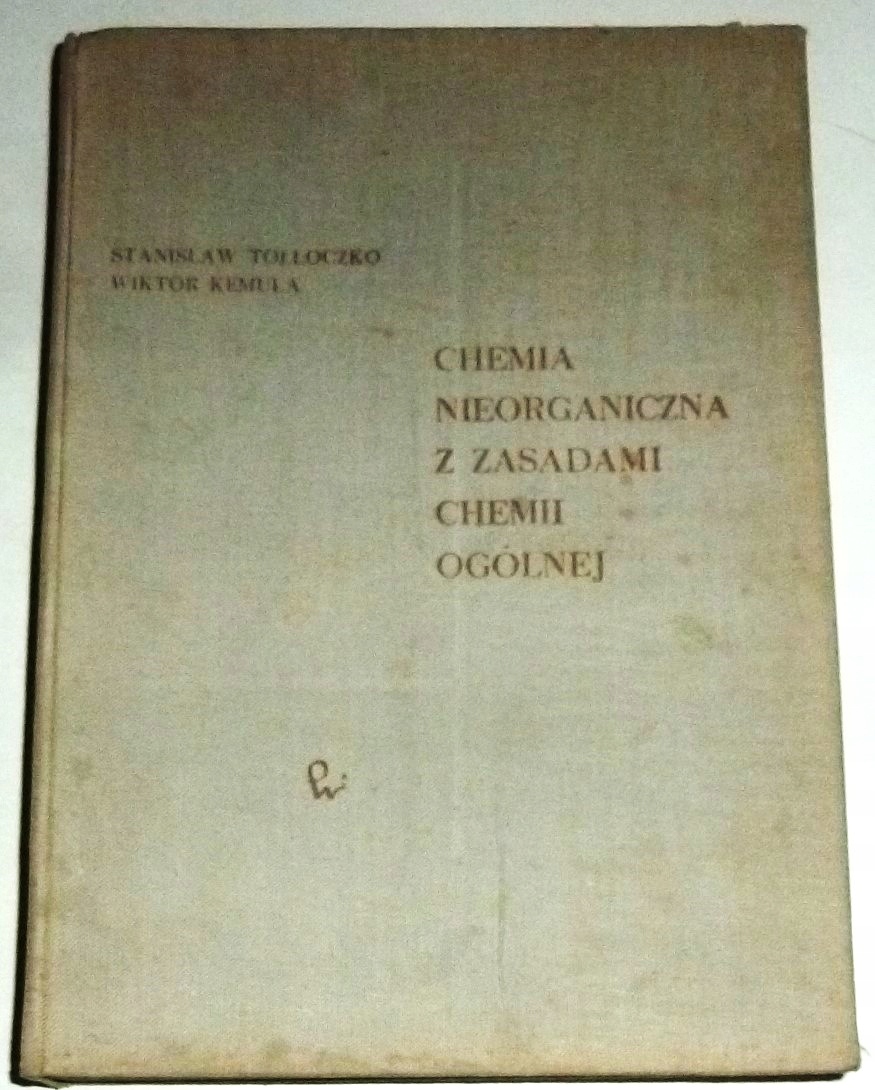 STANISŁAW TOŁŁOCZKO
WIKTOR KEMULA
CHEMIA
NIEORGANICZNA
Z ZASADAMI
CHEMII
OGÓLNEJ